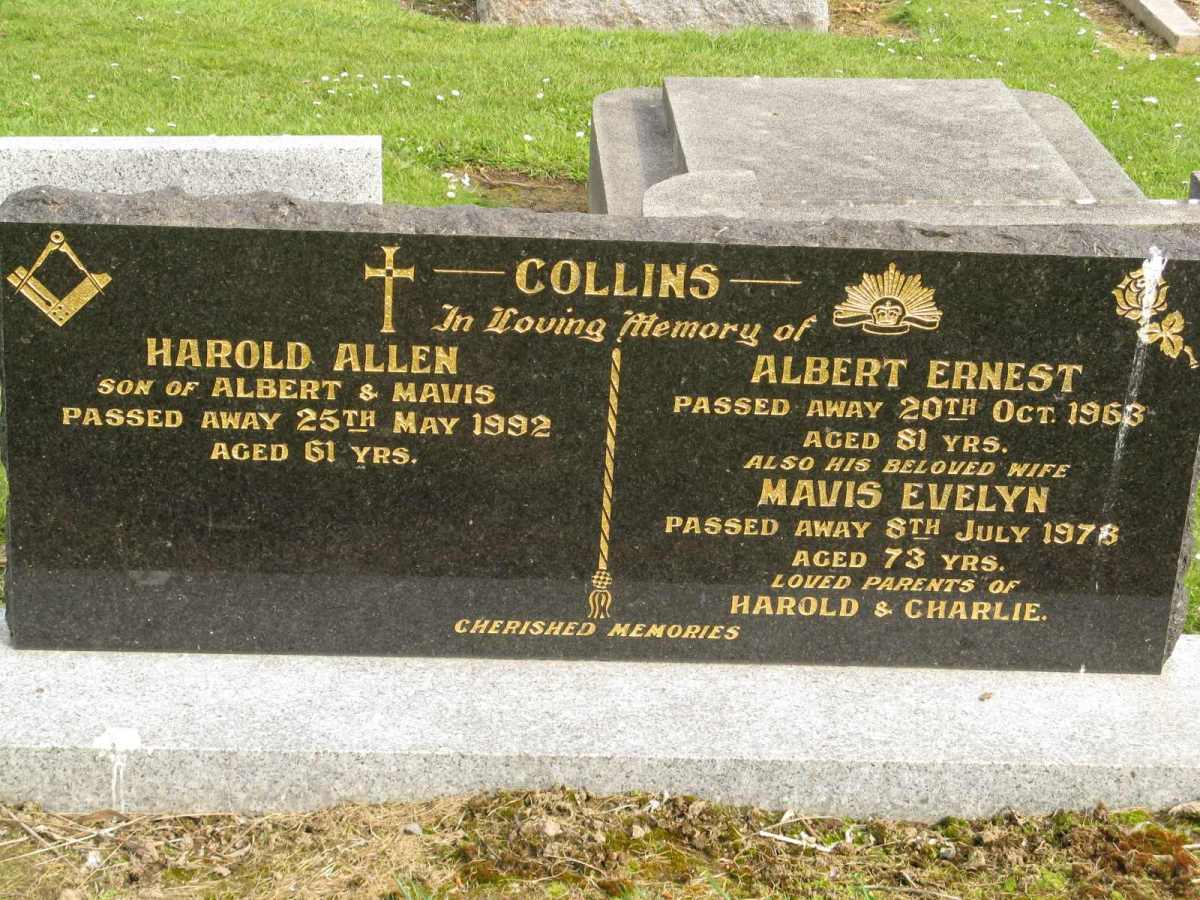 COLLINS
In Loving Memory of
HAROLD ALLEN
SON OF ALBERT & MAVIS
PASSED AWAY 25TH MAY 1992
AGED 61 YRS.
ALBERT ERNEST
PASSED AWAY 20TH OCT. 1963
AGED 81 YRS.
ALSO HIS BELOVED WIFE
MAVIS EVELYN
PASSED AWAY 8TH JULY 1978
AGED 73 YRS.
LOVED PARENTS OF
HAROLD & CHARLIE.
CHERISHED MEMORIES